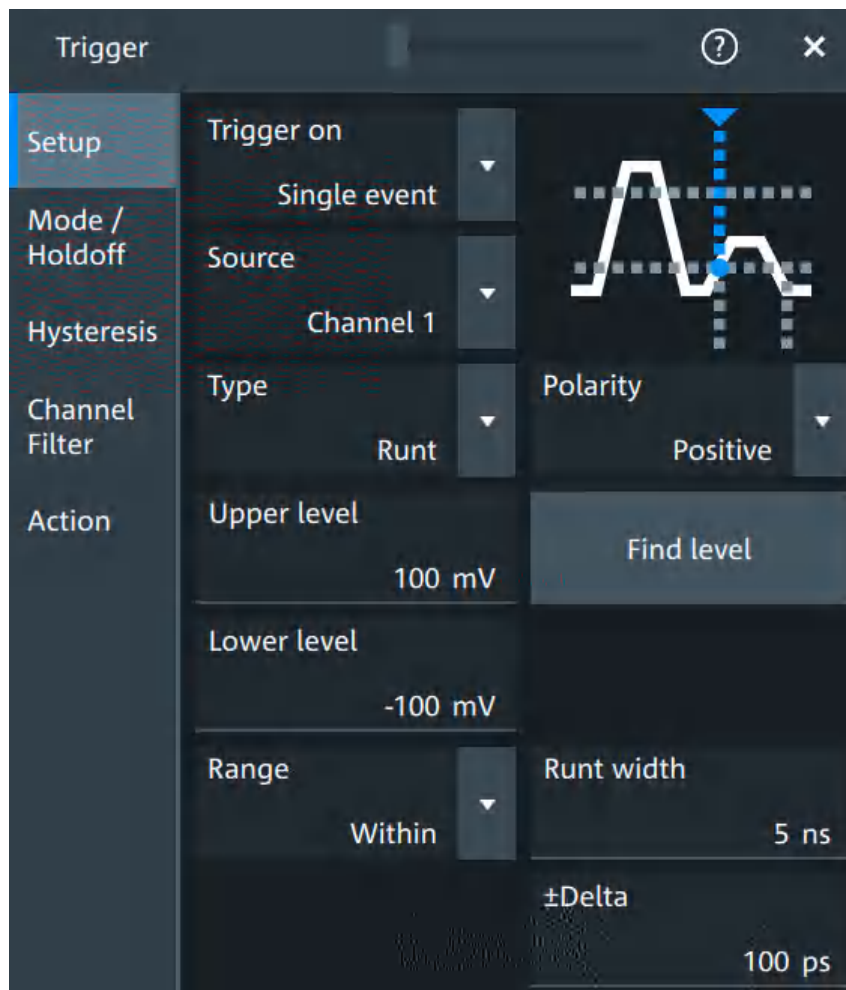 Trigger
?
Setup
Mode /
Holdoff
Hysteresis
Channel
Filter
Action
Trigger on
Single event
Source
Channel 1
Type
Runt
Polarity
Positive
Upper level
100 mV
Find level
Lower level
-100 mV
Range
Within
Runt width
5 ns
±Delta
100 ps